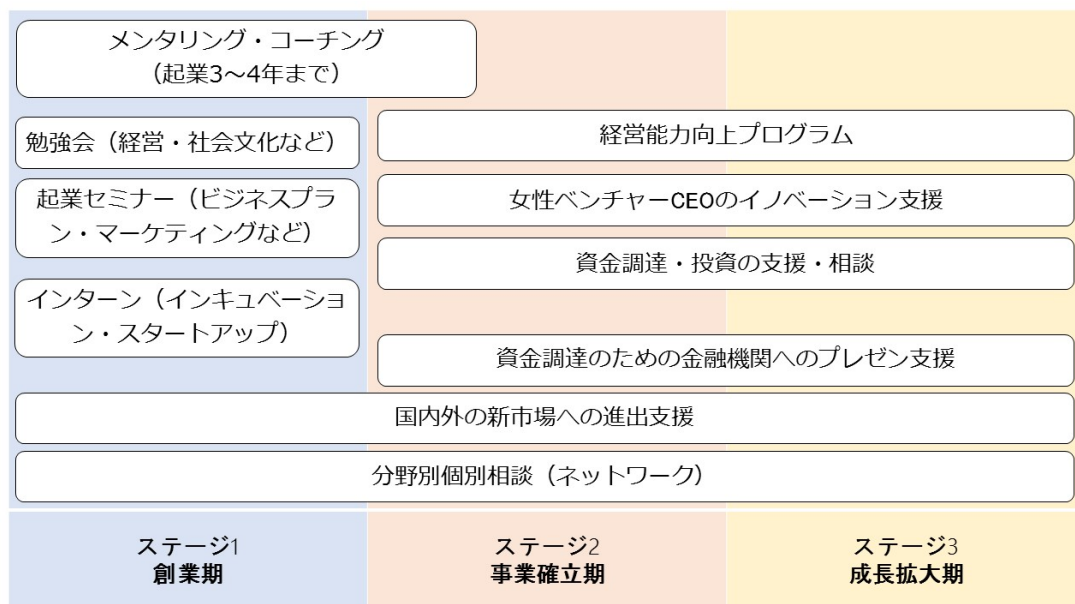 メンタリング・コーチング
（起業3～4年まで）
勉強会（経営・社会文化など）
経営能力向上プログラム
起業セミナー（ビジネスプラ
ン・マーケティングなど）
女性ベンチャーCEOのイノベーション支援
資金調達・投資の支援・相談
インターン（インキュベーショ
ン・スタートアップ）
資金調達のための金融機関へのプレゼン支援
国内外の新市場への進出支援
分野別個別相談（ネットワーク）
ステージ1
創業期
ステージ2
事業確立期
ステージ3
成長拡大期